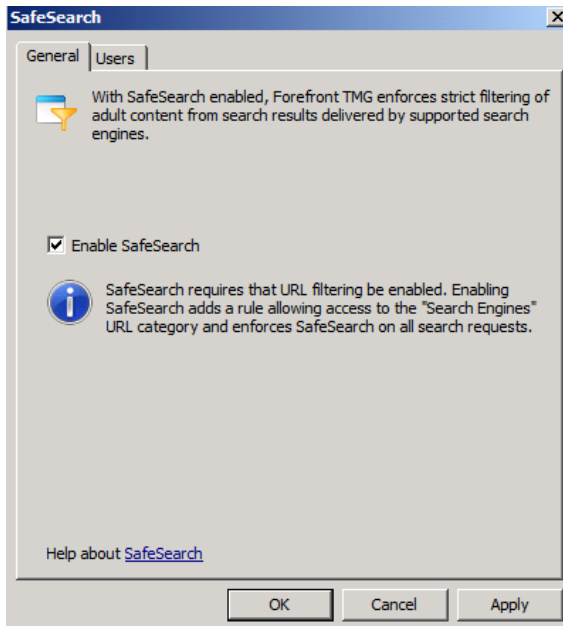 SafeSearch
General
Users
With SafeSearch enabled, Forefront TMG enforces strict filtering of
adult content from search results delivered by supported search
engines.
Enable SafeSearch
SafeSearch requires that URL filtering be enabled. Enabling
SafeSearch adds a rule allowing access to the "Search Engines"
URL category and enforces SafeSearch on all search requests.
Help about SafeSearch
OK
Cancel
Apply